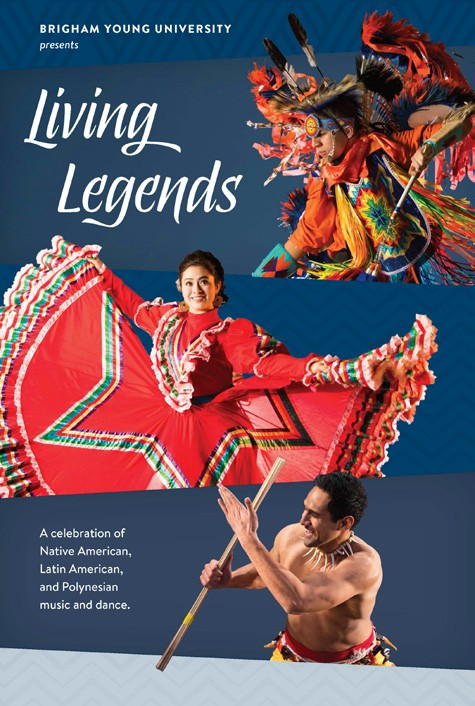 BRIGHAM YOUNG UNIVERSITY
presents
Living
Legends
A celebration of
Native American,
Latin American,
and Polynesian
music and dance.